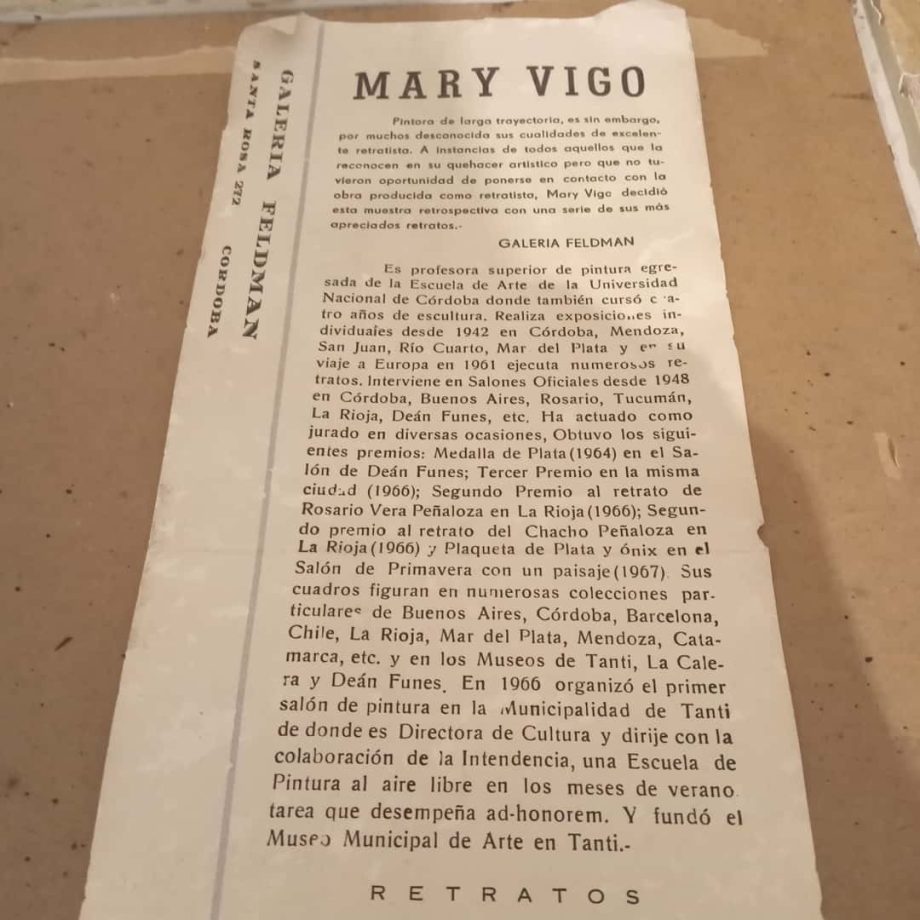 GALERIA FELDMAN
SANTA ROSA 272 CORDOBA
MARY VIGO
Pintora de larga trayectoria, es sin embargo,
por muchos desconocida sus cualidades de excelen-
te retratista. A instancias de todos aquellos que la
reconocen en su quehacer artístico pero que no tu-
vieron oportunidad de ponerse en contacto con la
obra producida como retratista, Mary Vigo decidió
esta muestra retrospectiva con una serie de sus más
apreciados retratos.-
GALERIA FELDMAN
Es profesora superior de pintura egre-
sada de la Escuela de Arte de la Universidad
Nacional de Córdoba donde también cursó cua-
tro años de escultura. Realiza exposiciones in-
dividuales desde 1942 en Córdoba, Mendoza,
San Juan, Río Cuarto, Mar del Plata y en su
viaje a Europa en 1961 ejecuta numerosos re-
tratos. Interviene en Salones Oficiales desde 1948
en Córdoba, Buenos Aires, Rosario, Tucumán,
La Rioja, Deán Funes, etc. Ha actuado como
jurado en diversas ocasiones, Obtuvo los sigui-
entes premios: Medalla de Plata (1964) en el Sa-
lón de Deán Funes; Tercer Premio en la misma
ciudad (1966); Segundo Premio al retrato de
Rosario Vera Peñaloza en La Rioja (1966); Segun-
do premio al retrato del Chacho Peñaloza en
La Rioja (1966) y Plaqueta de Plata y ónix en el
Salón de Primavera con un paisaje (1967). Sus
cuadros figuran en numerosas colecciones par-
ticulares de Buenos Aires, Córdoba, Barcelona,
Chile, La Rioja, Mar del Plata, Mendoza, Cata-
marca, etc. y en los Museos de Tanti, La Cale-
ra y Deán Funes. En 1966 organizó el primer
salón de pintura en la Municipalidad de Tanti
de donde es Directora de Cultura y dirije con la
colaboración de la Intendencia, una Escuela de
Pintura al aire libre en los meses de verano
tarea que desempeña ad-honorem. Y fundó el
Museo Municipal de Arte en Tanti.-
RETRATOS